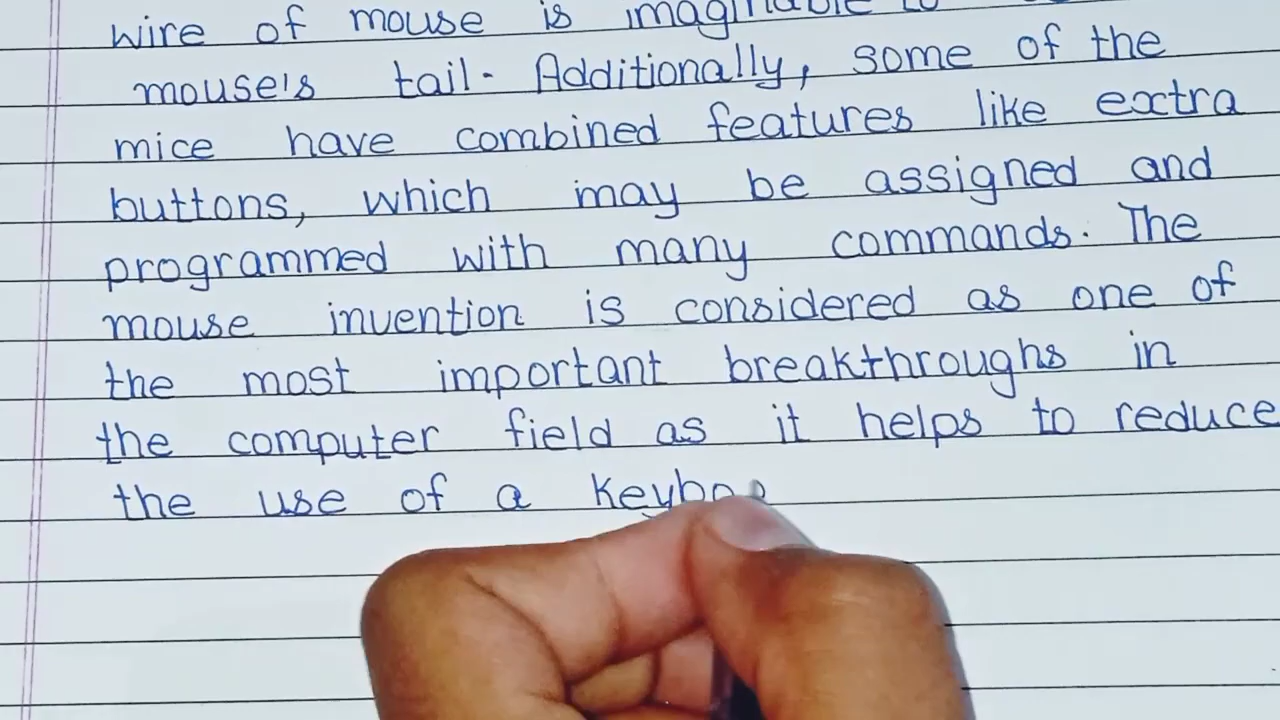 wire of mouse is imaginable to
mouse's tail. Additionally, some of the
mice have combined features like extra
buttons, which may be assigned and
programmed with many commands. The
mouse invention is considered as one of
the most important breakthroughs in
the computer field as it helps to reduce
the use of a